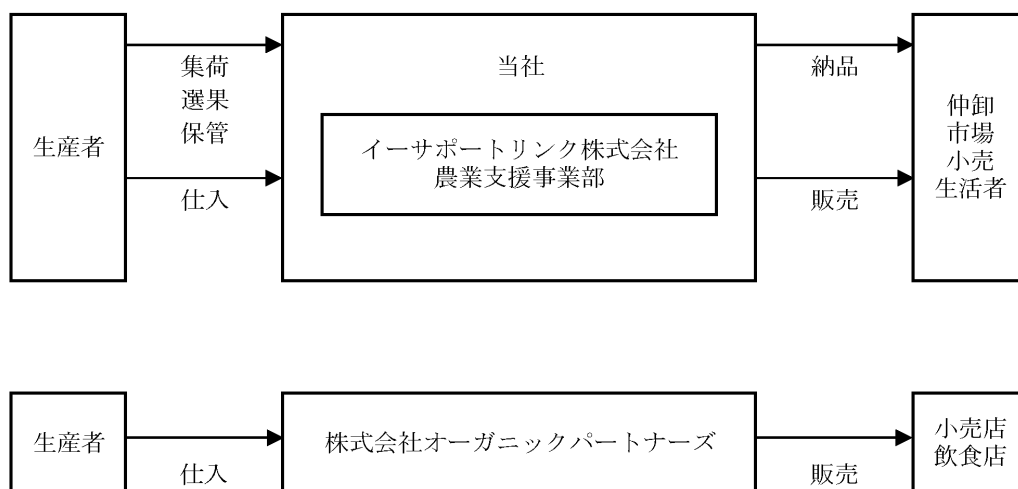 生産者
集荷
選果
保管
仕入
当社
イーサポートリンク株式会社
農業支援事業部
納品
販売
仲卸
市場
小売
生活者
生産者
仕入
株式会社オーガニックパートナーズ
販売
小売店
飲食店